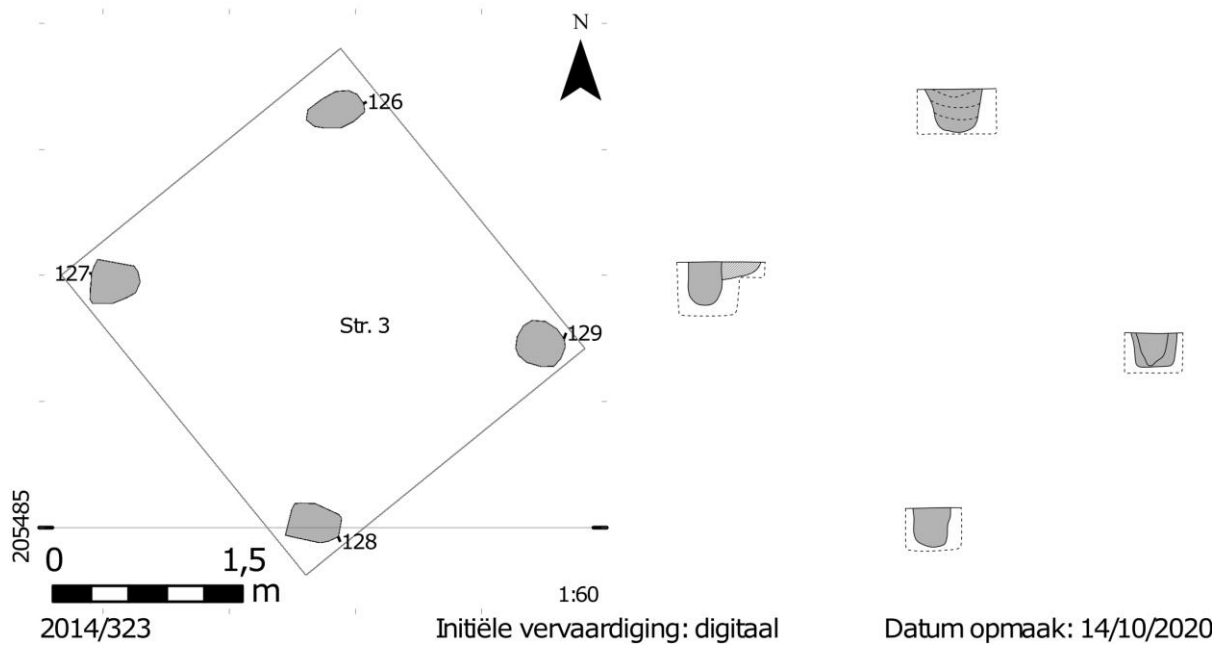 N
126
127
Str. 3
129
128
205485
0 1,5 m
1:60
2014/323 Initiële vervaardiging: digitaal Datum opmaak: 14/10/2020